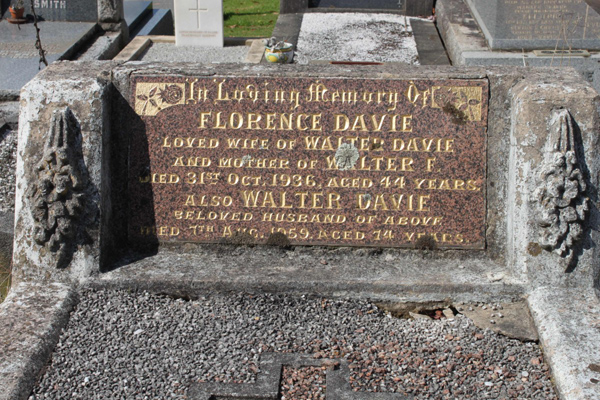 SMITH
In Loving Memory Of
FLORENCE DAVIE
LOVED WIFE OF WALTER DAVIE
AND MOTHER OF WALTER F.
DIED 31ST OCT. 1936, AGED 44 YEARS.
ALSO WALTER DAVIE
BELOVED HUSBAND OF ABOVE
DIED 7TH AUG. 1959, AGED 74 YEARS.